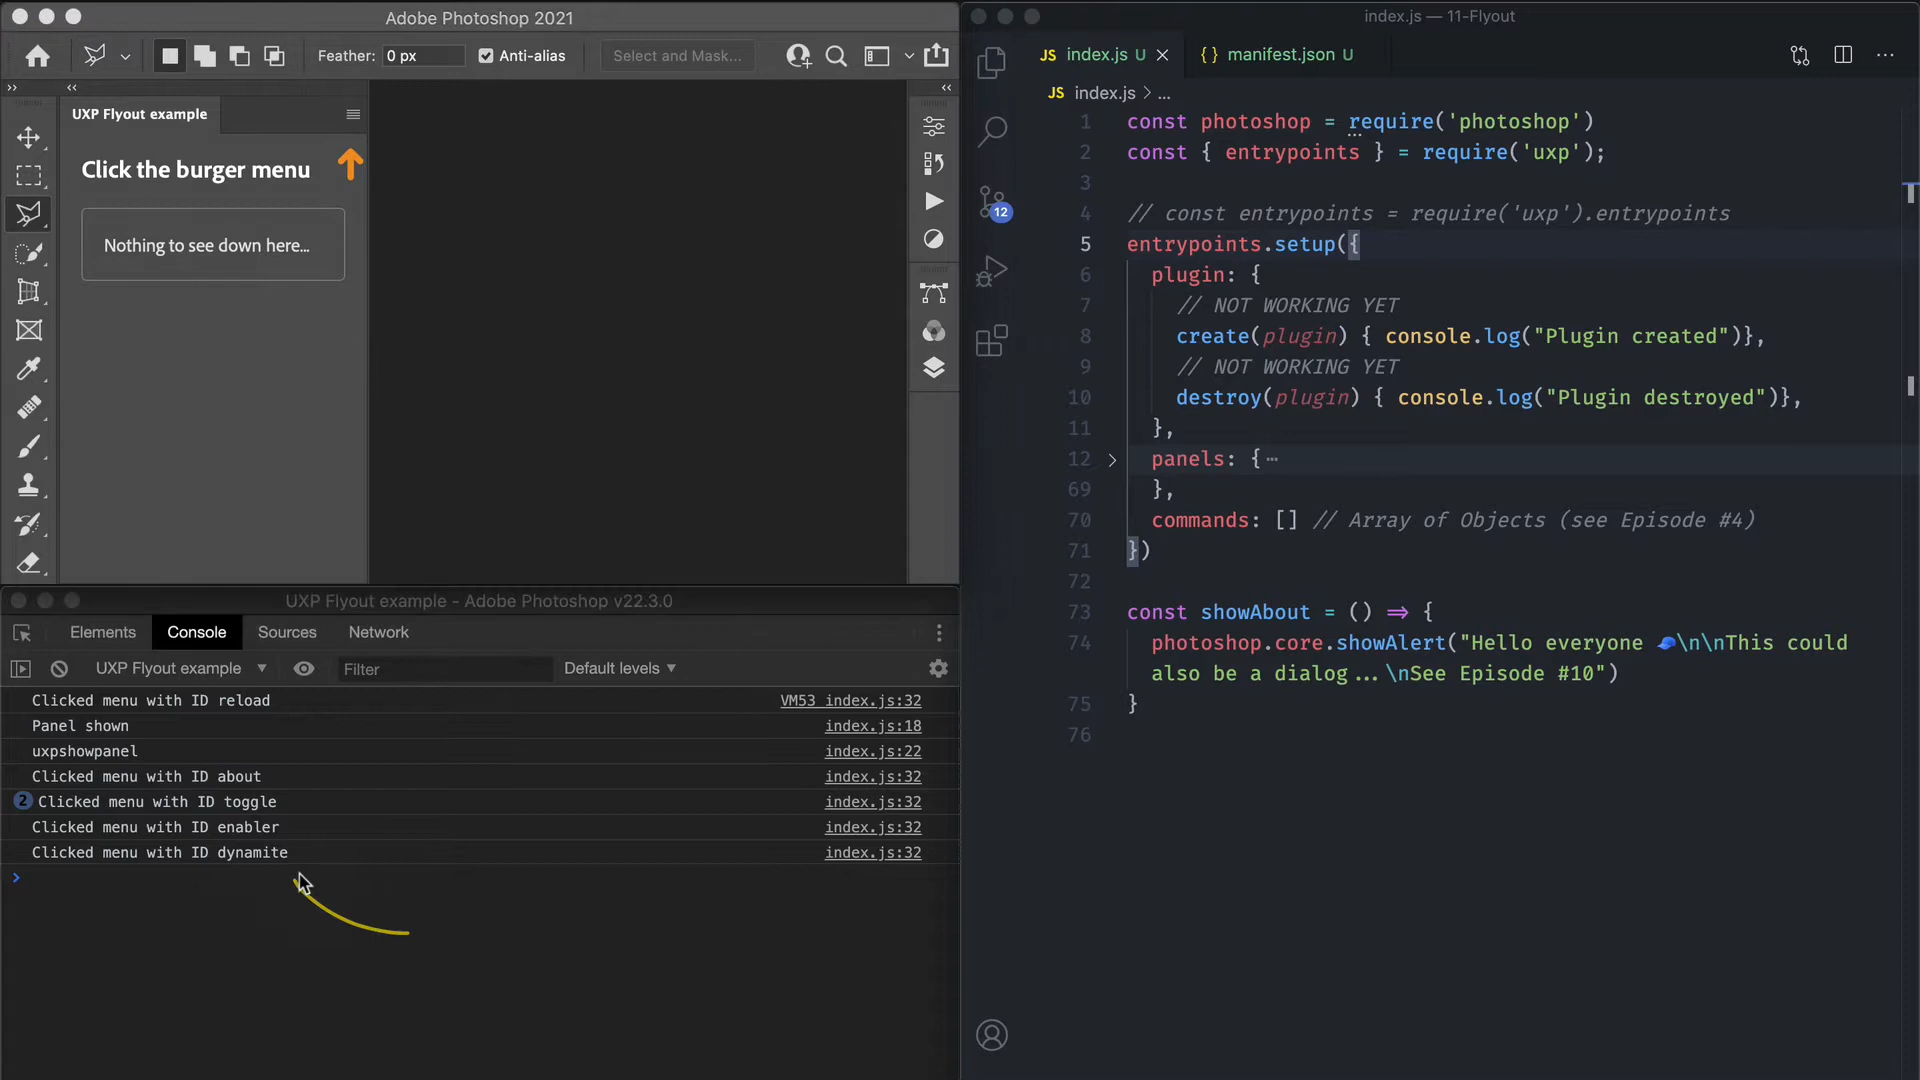 Adobe Photoshop 2021
Feather: 0 px
Anti-alias
Select and Mask...
UXP Flyout example
Click the burger menu
Nothing to see down here...
UXP Flyout example - Adobe Photoshop v22.3.0
Elements Console Sources Network
UXP Flyout example ▼ Filter Default levels ▼
Clicked menu with ID reload VM53 index.js:32
Panel shown index.js:18
uxpshowpanel index.js:22
Clicked menu with ID about index.js:32
2 Clicked menu with ID toggle index.js:32
Clicked menu with ID enabler index.js:32
Clicked menu with ID dynamite index.js:32
index.js — 11-Flyout
JS index.js U {} manifest.json U
JS index.js > ...
12
1 const photoshop = require('photoshop')
2 const { entrypoints } = require('uxp');
3
4 // const entrypoints = require('uxp').entrypoints
5 entrypoints.setup({
6 plugin: {
7 // NOT WORKING YET
8 create(plugin) { console.log("Plugin created")},
9 // NOT WORKING YET
10 destroy(plugin) { console.log("Plugin destroyed")},
11 },
12 panels: { ⋯
69 },
70 commands: [] // Array of Objects (see Episode #4)
71 })
72
73 const showAbout = () => {
74 photoshop.core.showAlert("Hello everyone 🧢\n\nThis could
also be a dialog...\nSee Episode #10")
75 }
76